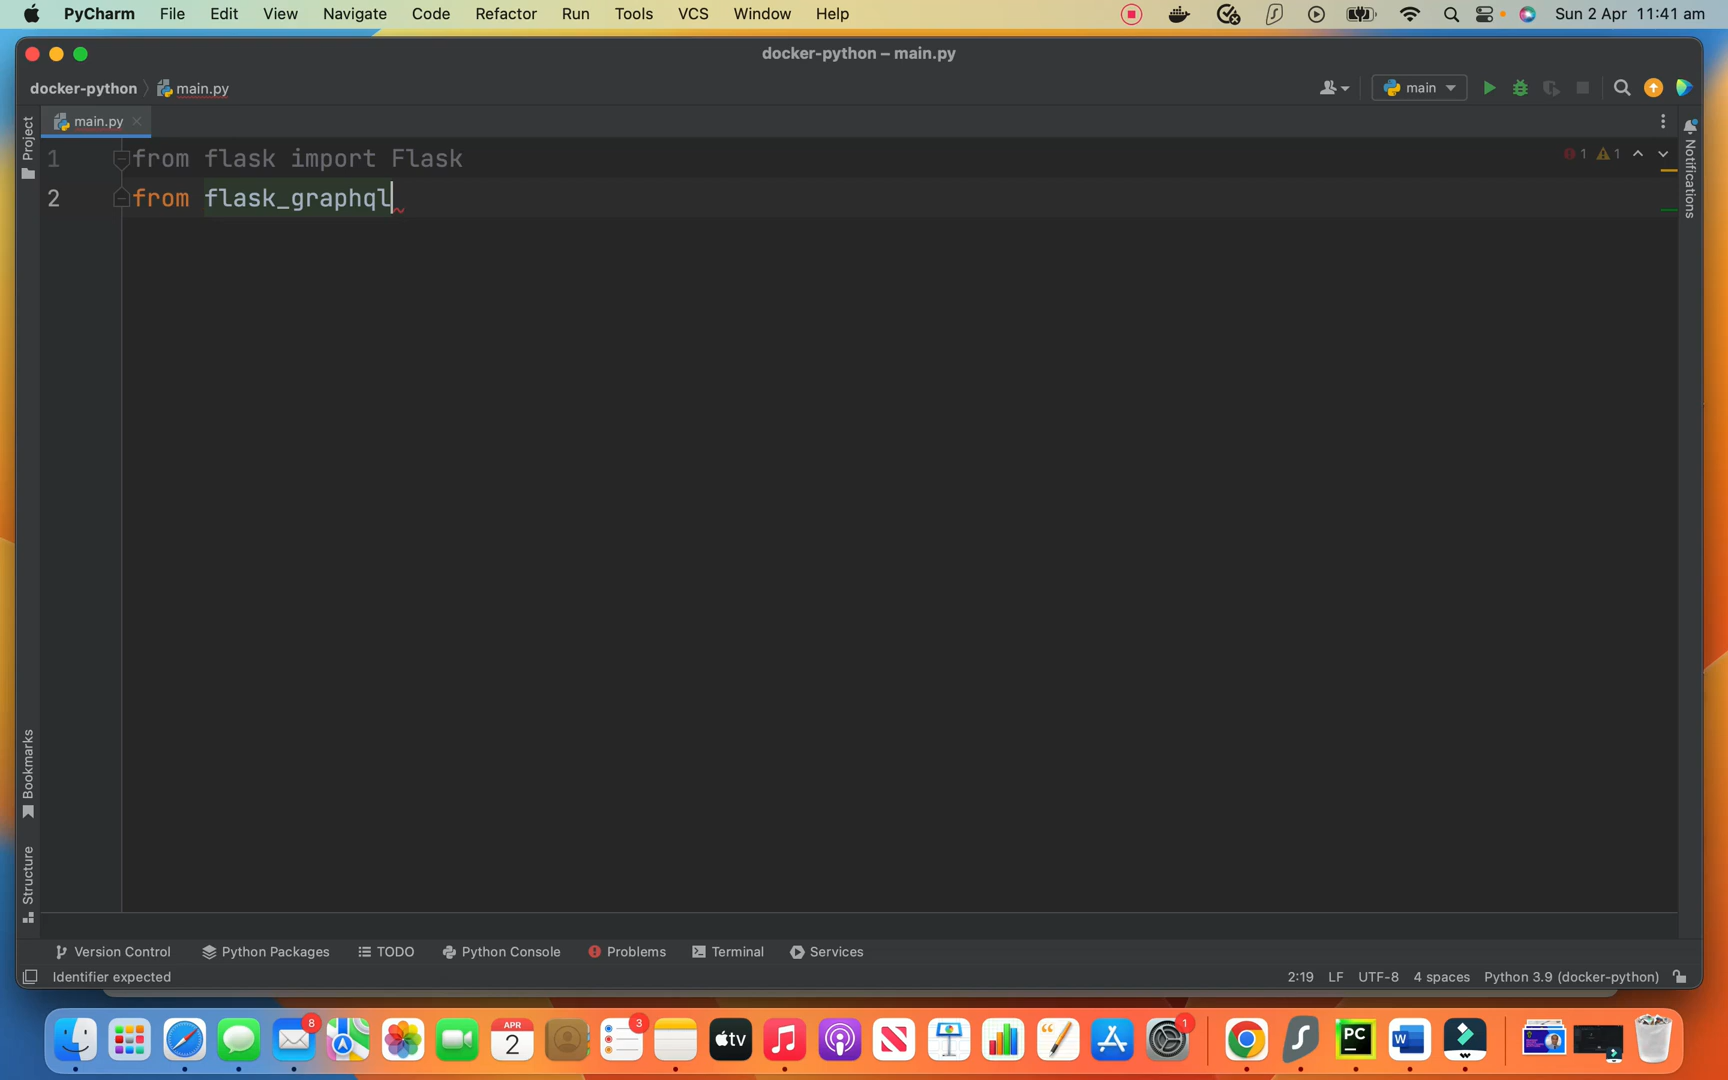 PyCharm File Edit View Navigate Code Refactor Run Tools VCS Window Help Sun 2 Apr 11:41 am
docker-python – main.py
docker-python main.py main
main.py
Project
Notifications
1 from flask import Flask 1 1
2 from flask_graphql
Bookmarks
Structure
Version Control Python Packages TODO Python Console Problems Terminal Services
Identifier expected 2:19 LF UTF-8 4 spaces Python 3.9 (docker-python)
8 APR 2 3 tv 1 PC W